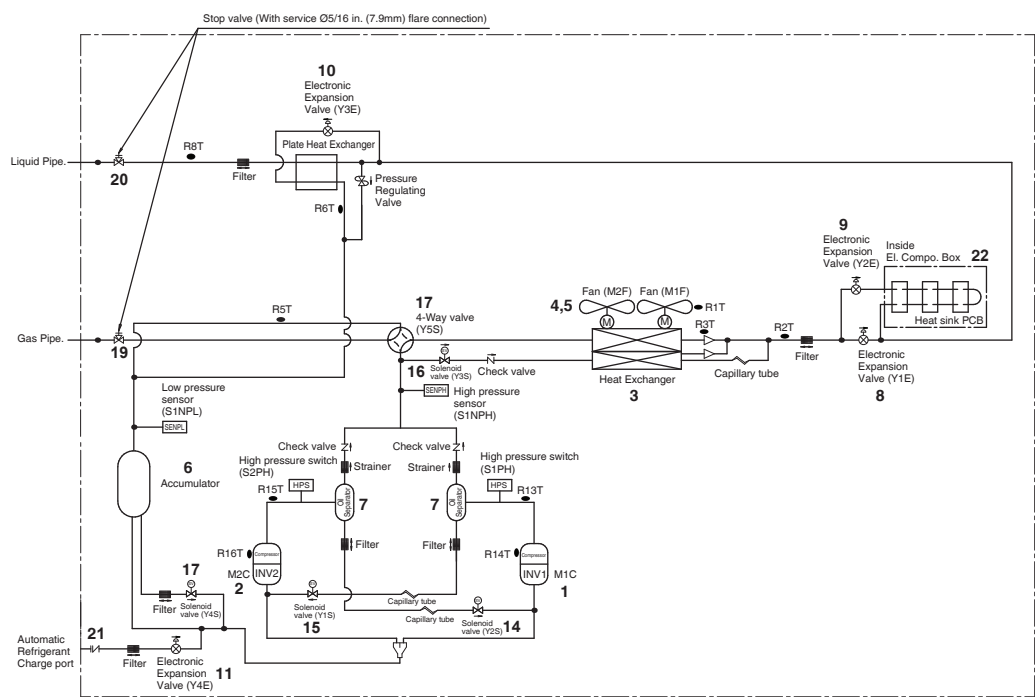 Stop valve (With service Ø5/16 in. (7.9mm) flare connection)
10
Electronic
Expansion
Valve (Y3E)
Plate Heat Exchanger
Liquid Pipe.
R8T
20
Filter
Pressure
Regulating
Valve
R6T
9
Electronic
Expansion
Valve (Y2E)
Inside
El. Compo. Box
22
Heat sink PCB
R5T
17
4-Way valve
(Y5S)
4,5
Fan (M2F)
Fan (M1F)
R1T
M
M
R3T
R2T
Gas Pipe.
19
16
Solenoid
valve (Y3S)
Check valve
Heat Exchanger
3
Capillary tube
Filter
Electronic
Expansion
Valve (Y1E)
8
Low pressure
sensor
(S1NPL)
SENPL
SENPH
High pressure
sensor
(S1NPH)
6
Accumulator
Check valve
Check valve
High pressure switch
(S2PH)
Strainer
Strainer
High pressure switch
(S1PH)
R15T
HPS
Oil
Separator
7
7
Oil
Separator
HPS
R13T
Filter
Filter
R16T
Compressor
INV2
M2C
2
R14T
Compressor
INV1
M1C
1
17
Filter
Solenoid
valve (Y4S)
Solenoid
valve (Y1S)
15
Capillary tube
Capillary tube
Solenoid
valve (Y2S)
14
Automatic
Refrigerant
Charge port
21
Filter
Electronic
Expansion
Valve (Y4E)
11